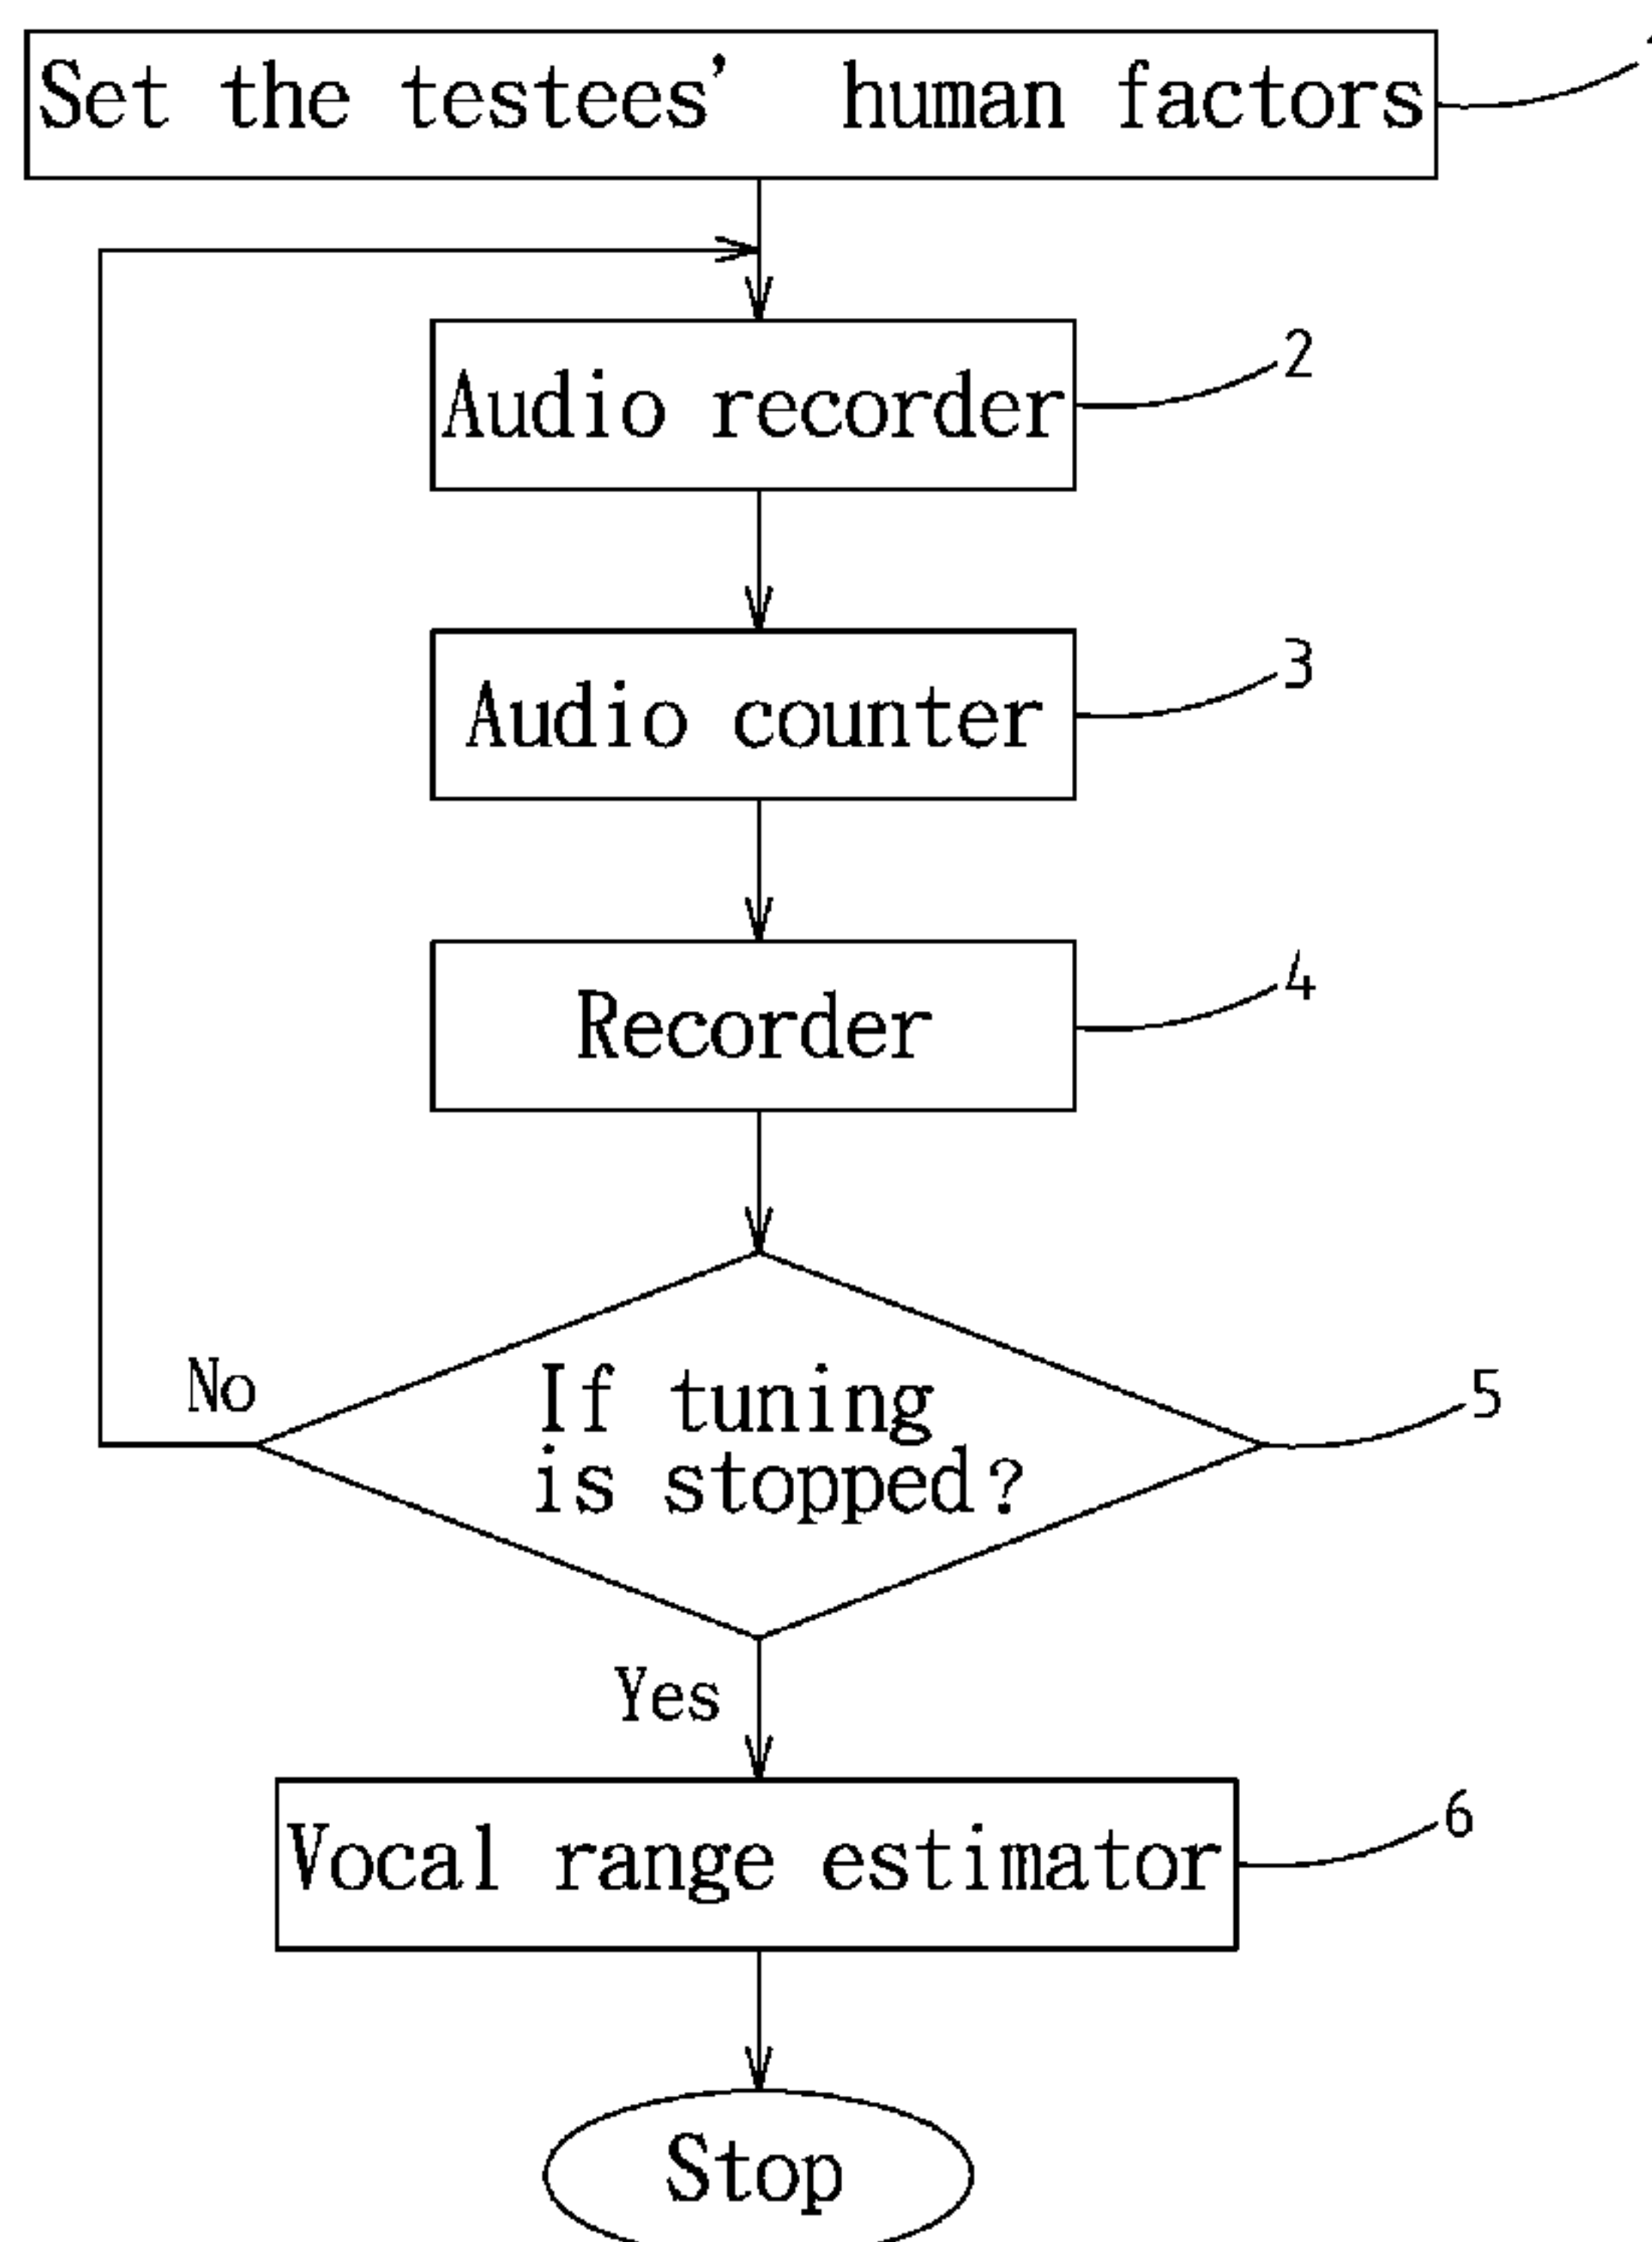 Set the testees' human factors
Audio recorder
2
Audio counter
3
Recorder
4
No
If tuning
is stopped?
5
Yes
Vocal range estimator
6
Stop